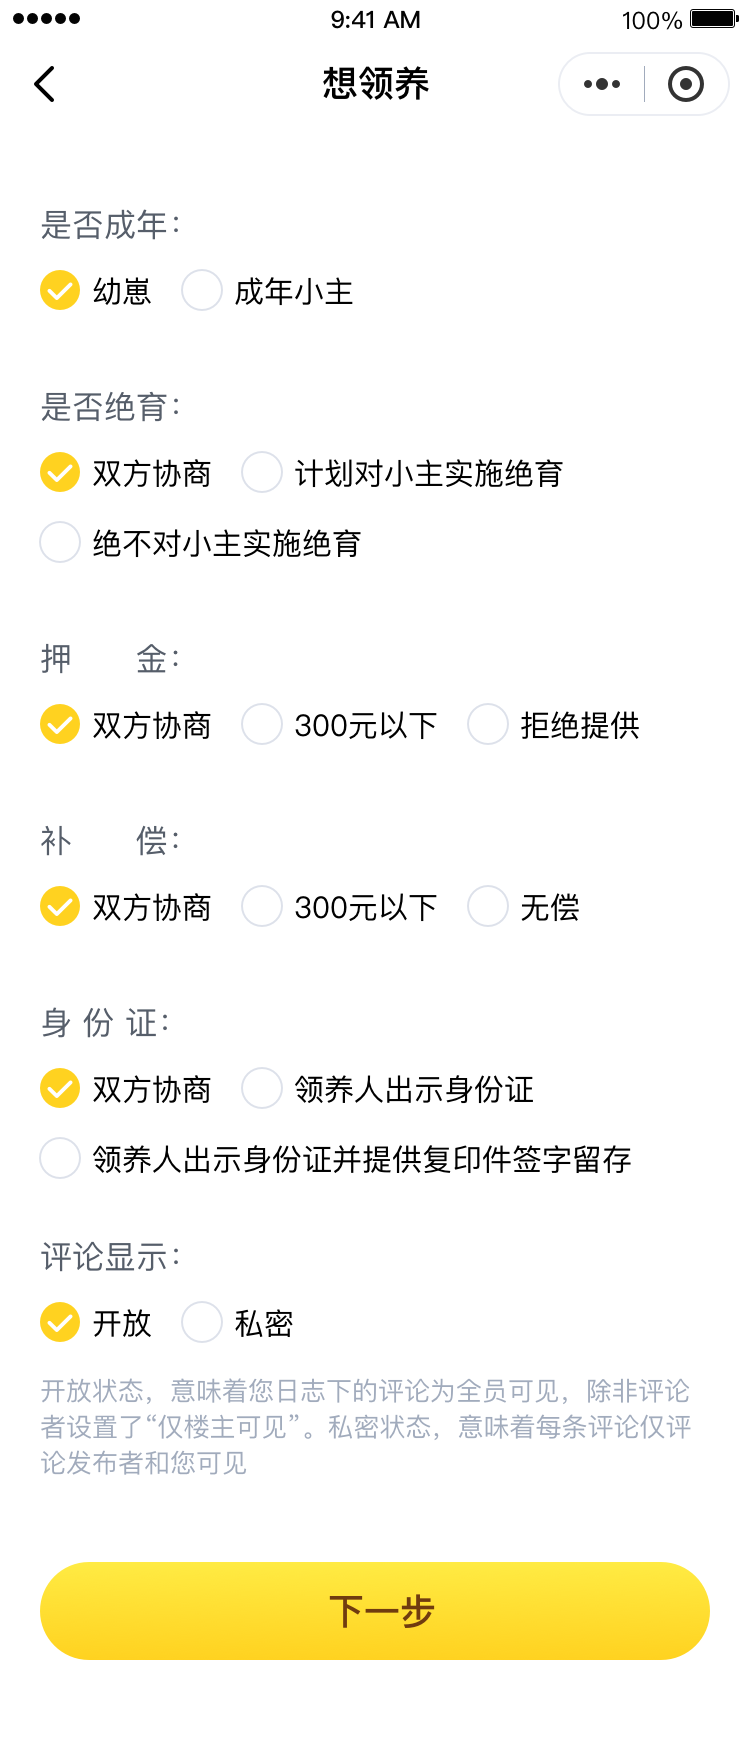 9:41 AM 100%
想领养
是否成年：
幼崽 成年小主
是否绝育：
双方协商 计划对小主实施绝育
绝不对小主实施绝育
押 金：
双方协商 300元以下 拒绝提供
补 偿：
双方协商 300元以下 无偿
身 份 证：
双方协商 领养人出示身份证
领养人出示身份证并提供复印件签字留存
评论显示：
开放 私密
开放状态，意味着您日志下的评论为全员可见，除非评论
者设置了“仅楼主可见”。私密状态，意味着每条评论仅评
论发布者和您可见
下一步